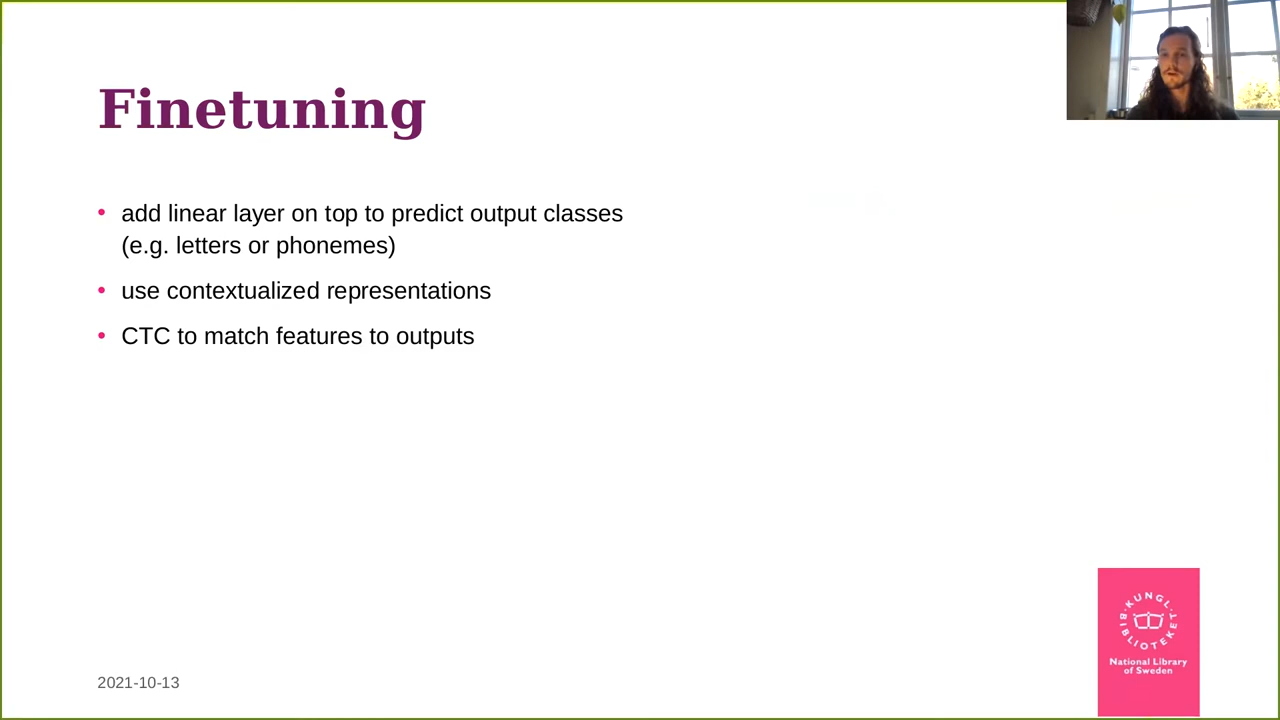 Finetuning
• add linear layer on top to predict output classes
(e.g. letters or phonemes)
• use contextualized representations
• CTC to match features to outputs
2021-10-13
KUNGL.
BIBLIOTEKET
National Library
of Sweden